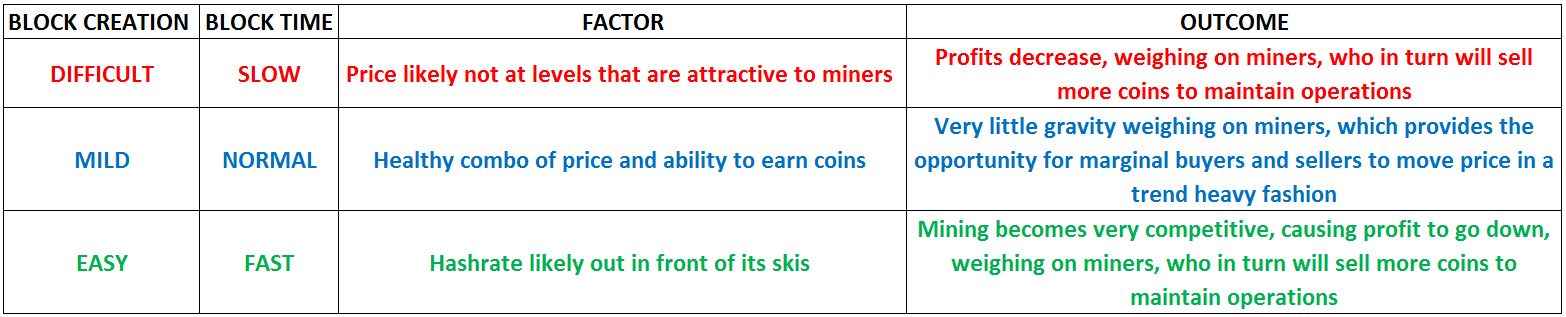 BLOCK CREATION BLOCK TIME FACTOR OUTCOME
DIFFICULT SLOW Price likely not at levels that are attractive to miners Profits decrease, weighing on miners, who in turn will sell
more coins to maintain operations
MILD NORMAL Healthy combo of price and ability to earn coins Very little gravity weighing on miners, which provides the
opportunity for marginal buyers and sellers to move price in a
trend heavy fashion
EASY FAST Hashrate likely out in front of its skis Mining becomes very competitive, causing profit to go down,
weighing on miners, who in turn will sell more coins to
maintain operations